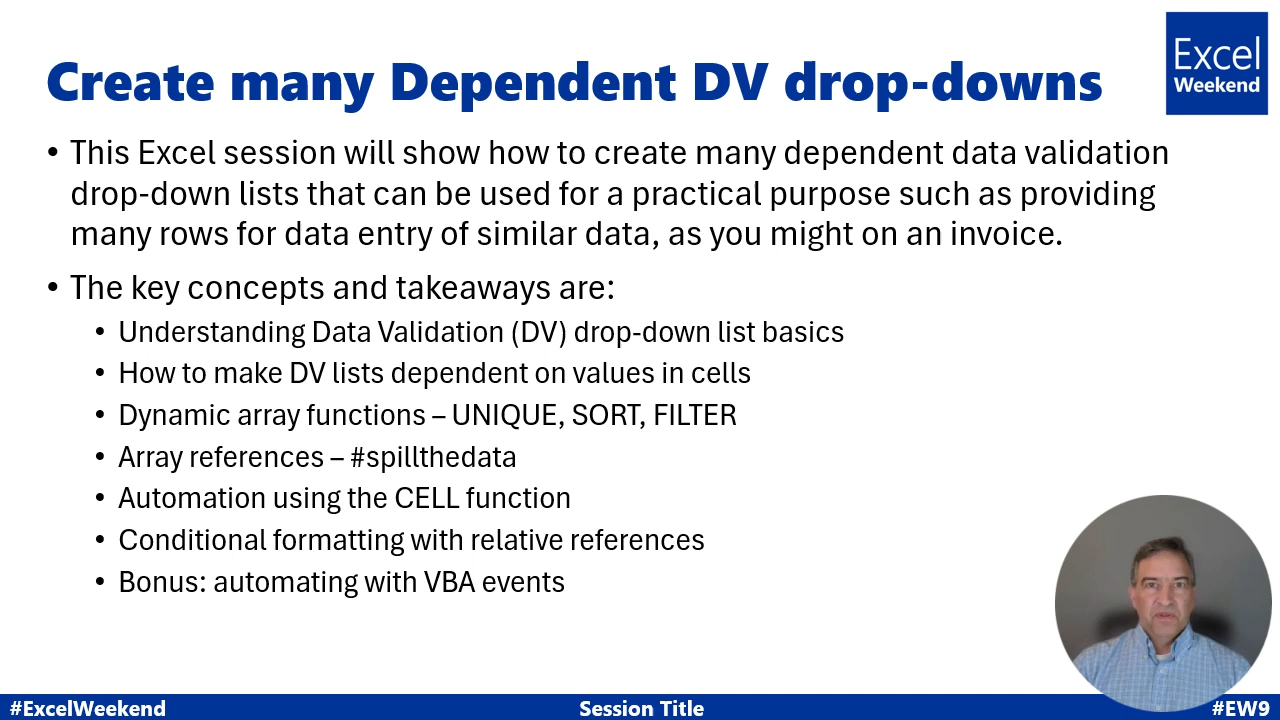 Excel
Weekend
Create many Dependent DV drop-downs
• This Excel session will show how to create many dependent data validation
drop-down lists that can be used for a practical purpose such as providing
many rows for data entry of similar data, as you might on an invoice.
• The key concepts and takeaways are:
• Understanding Data Validation (DV) drop-down list basics
• How to make DV lists dependent on values in cells
• Dynamic array functions – UNIQUE, SORT, FILTER
• Array references – #spillthedata
• Automation using the CELL function
• Conditional formatting with relative references
• Bonus: automating with VBA events
#ExcelWeekend
Session Title
#EW9